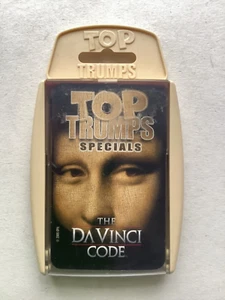 TOP
TRUMPS
TOP
TRUMPS
SPECIALS
THE
DA VINCI
CODE